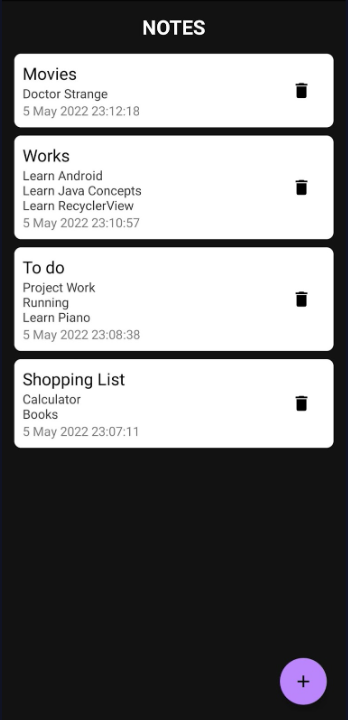 NOTES
Movies
Doctor Strange
5 May 2022 23:12:18
Works
Learn Android
Learn Java Concepts
Learn RecyclerView
5 May 2022 23:10:57
To do
Project Work
Running
Learn Piano
5 May 2022 23:08:38
Shopping List
Calculator
Books
5 May 2022 23:07:11
+